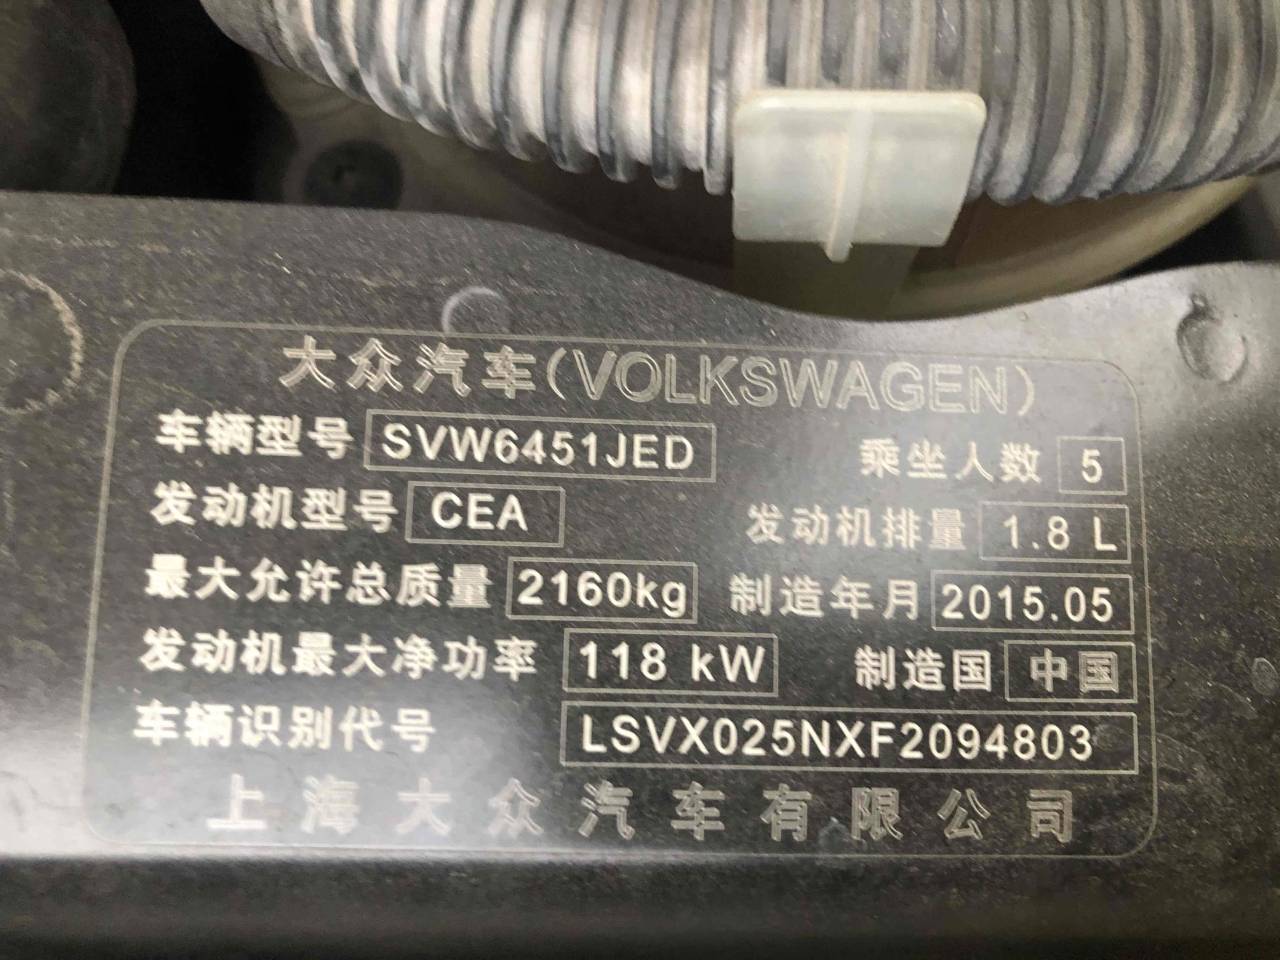 大众汽车(VOLKSWAGEN)
车辆型号 SVW6451JED 乘坐人数 5
发动机型号 CEA 发动机排量 1.8 L
最大允许总质量 2160kg 制造年月 2015.05
发动机最大净功率 118 kW 制造国 中国
车辆识别代号 LSVX025NXF2094803
上海大众汽车有限公司